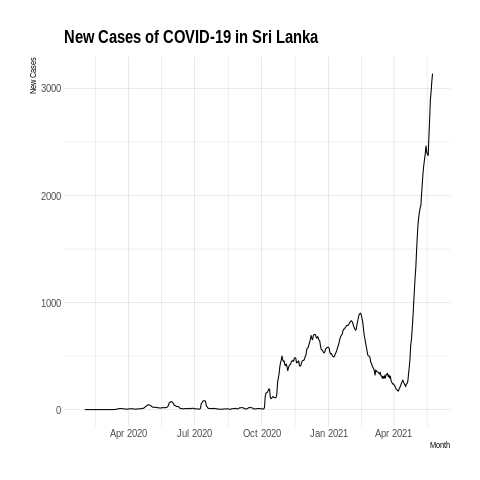 New Cases of COVID-19 in Sri Lanka
New Cases
3000
2000
1000
0
Apr 2020 Jul 2020 Oct 2020 Jan 2021 Apr 2021
Month